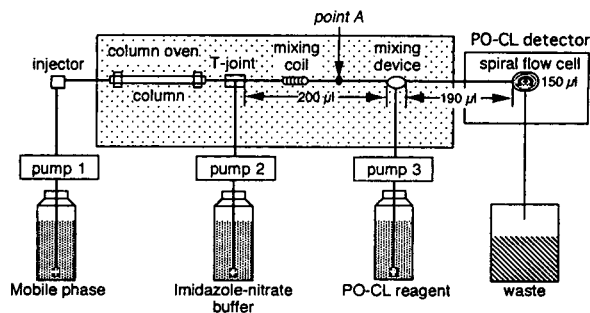 point A
PO-CL detector
column oven
T-joint
mixing
coil
mixing
device
spiral flow cell
injector
150 µl
column
200 µl
190 µl
pump 1
pump 2
pump 3
Mobile phase
Imidazole-nitrate
buffer
PO-CL reagent
waste